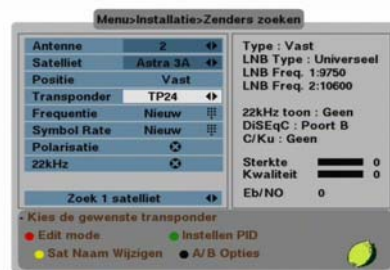 Menu>Installatie>Zenders zoeken
Antenne 2
Satelliet Astra 3A
Positie Vast
Transponder TP24
Frequentie Nieuw
Symbol Rate Nieuw
Polarisatie
22kHz
Zoek 1 satelliet
Type : Vast
LNB Type : Universeel
LNB Freq. 1:9750
LNB Freq. 2:10600
22kHz toon : Geen
DiSEqC : Poort B
C/Ku : Geen
Sterkte 0
Kwaliteit 0
Eb/NO 0
- Kies de gewenste transponder
Edit mode Instellen PID
Sat Naam Wijzigen A/B Opties